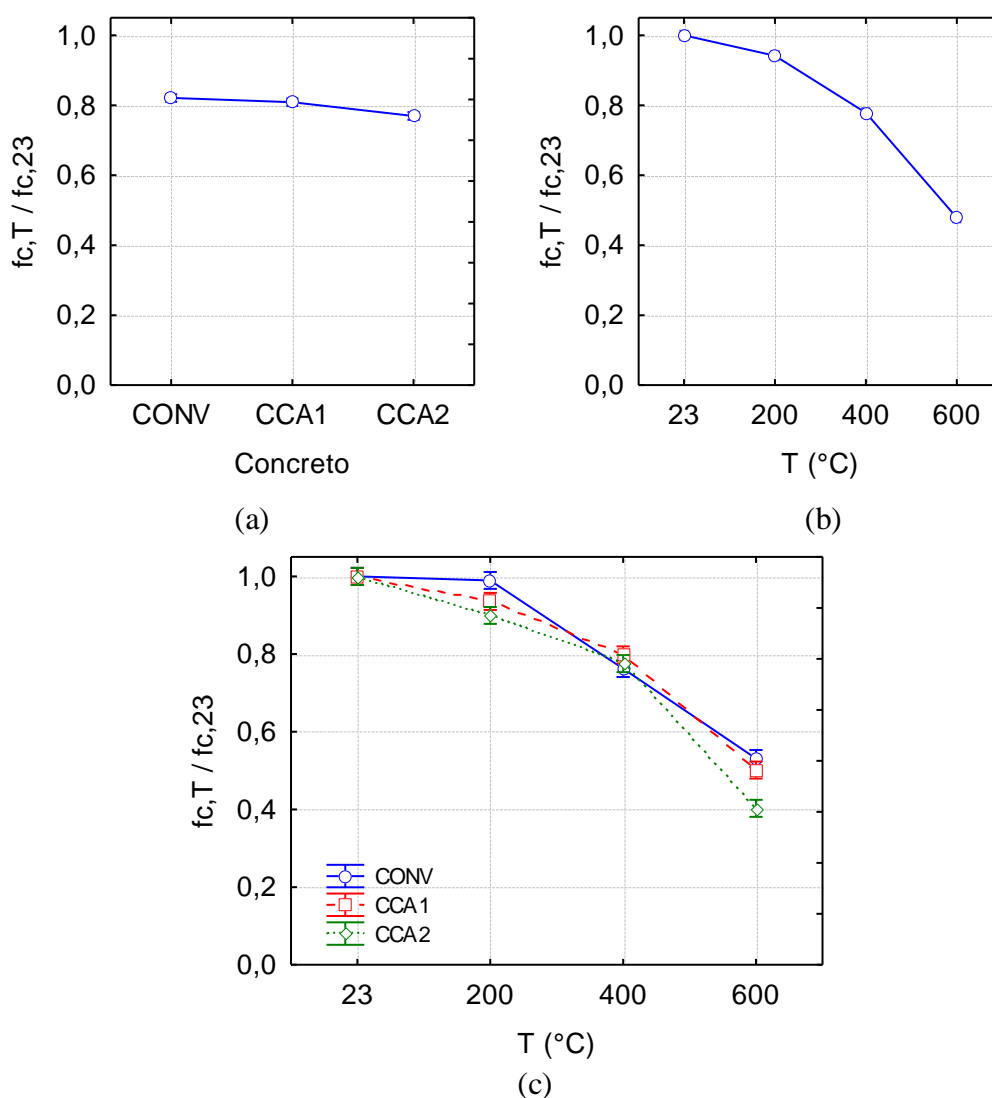 fc,T / fc,23
1,0
0,8
0,6
0,4
0,2
0,0
CONV CCA1 CCA2
Concreto
(a)
fc,T / fc,23
1,0
0,8
0,6
0,4
0,2
0,0
23 200 400 600
T (°C)
(b)
fc,T / fc,23
1,0
0,8
0,6
0,4
0,2
0,0
CONV
CCA1
CCA2
23 200 400 600
T (°C)
(c)